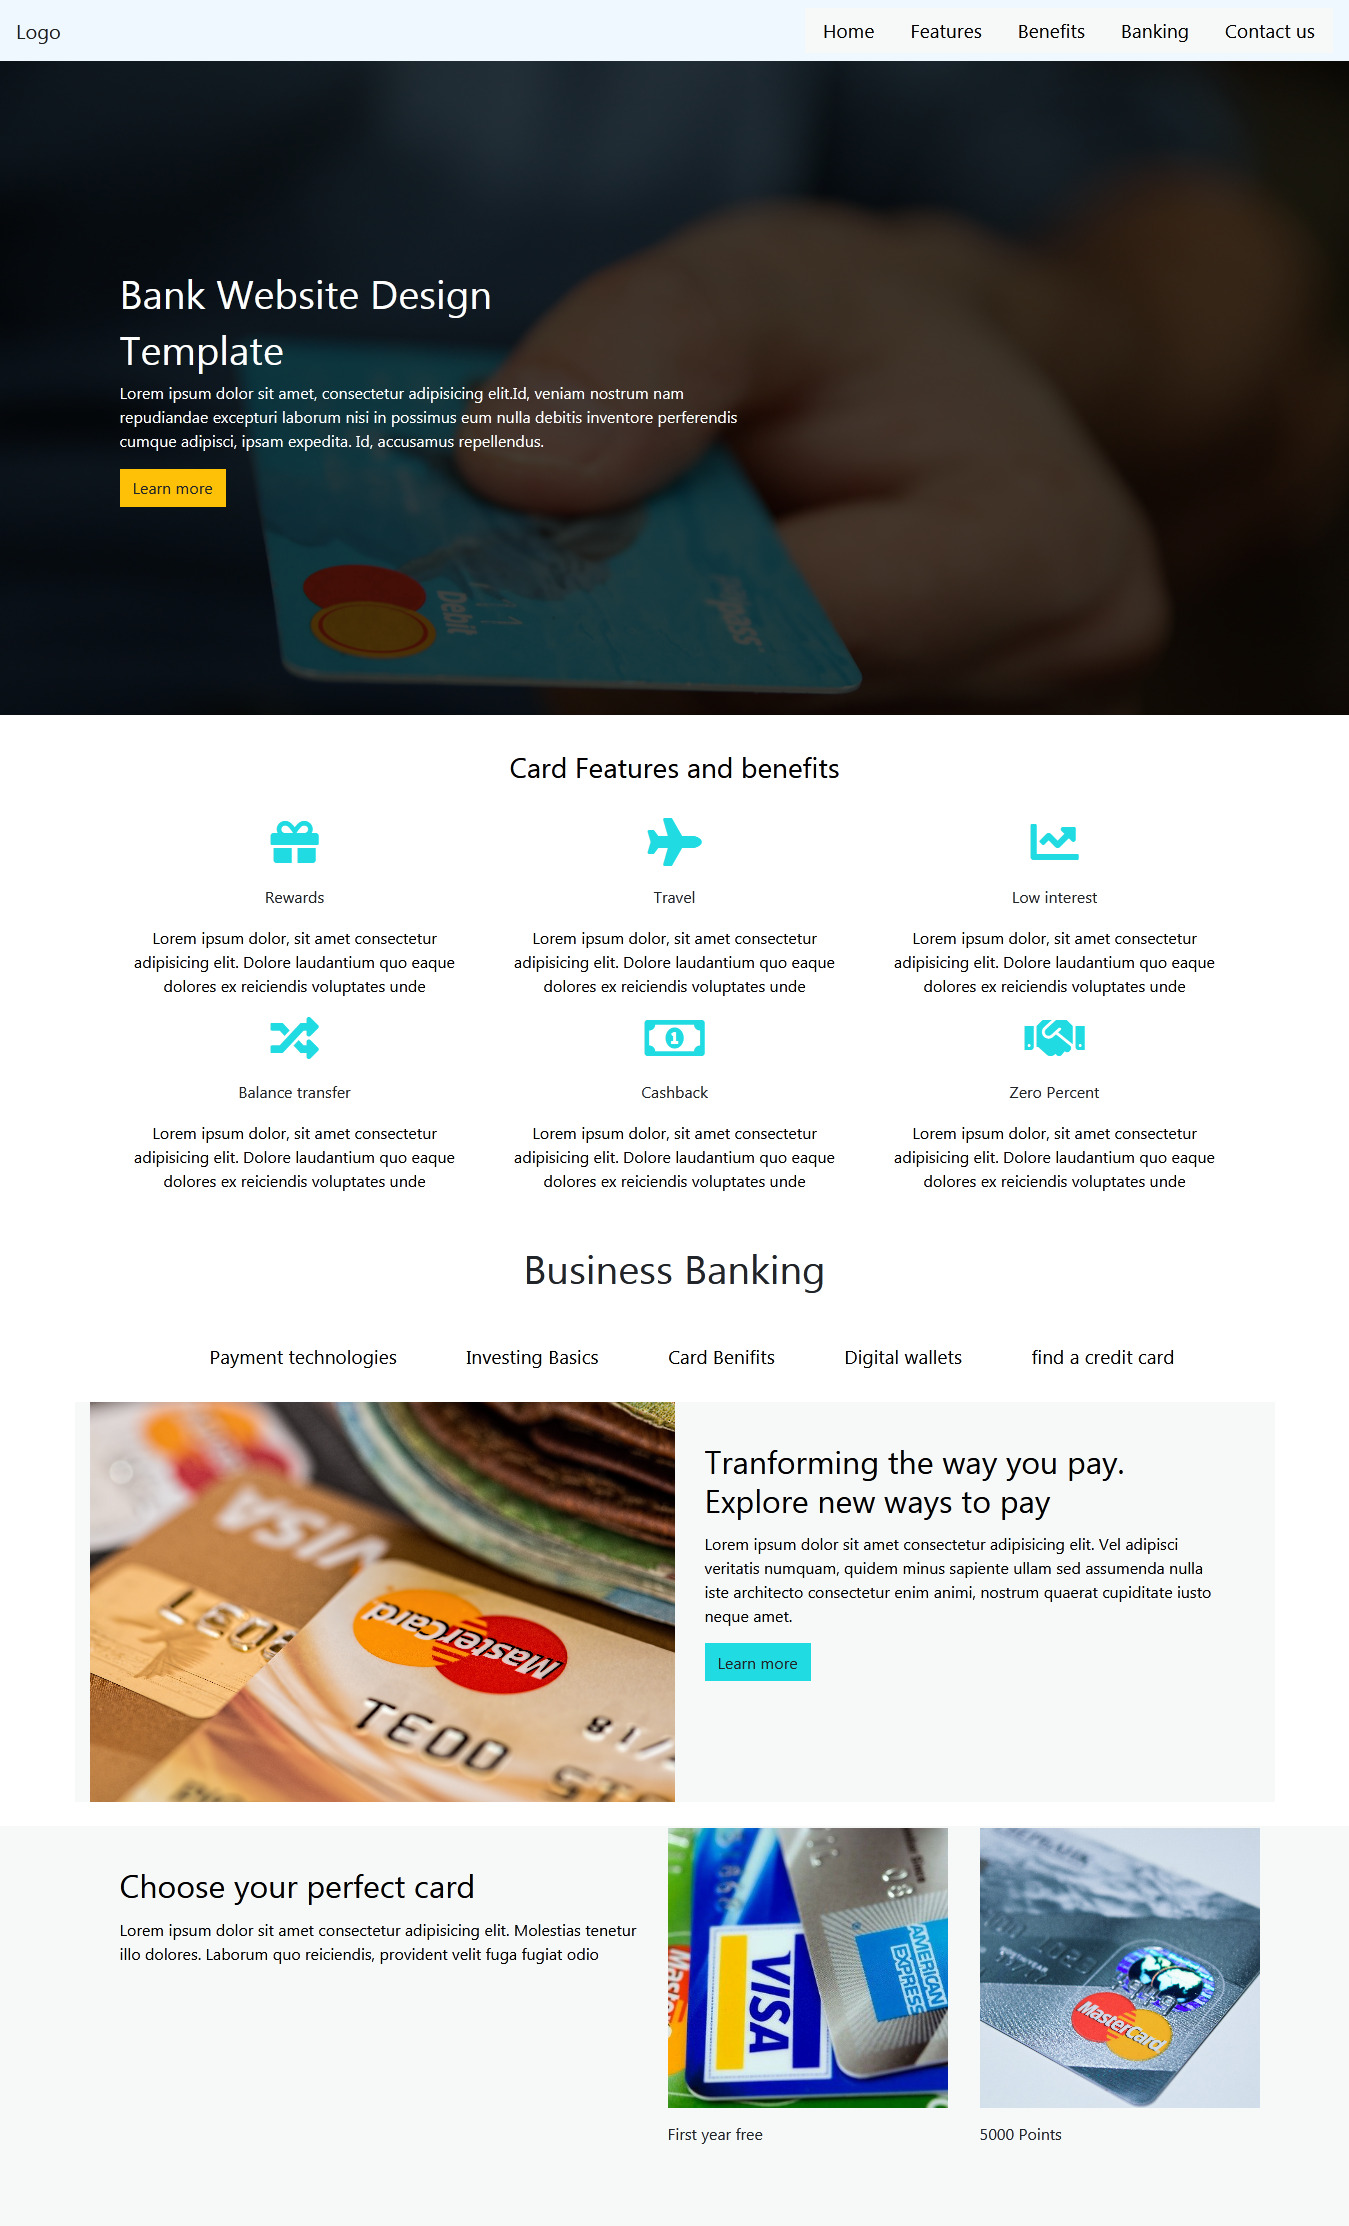 Logo
Home Features Benefits Banking Contact us
Bank Website Design
Template
Lorem ipsum dolor sit amet, consectetur adipisicing elit.Id, veniam nostrum nam
repudiandae excepturi laborum nisi in possimus eum nulla debitis inventore perferendis
cumque adipisci, ipsam expedita. Id, accusamus repellendus.
Learn more
Debit
Card Features and benefits
Rewards
Lorem ipsum dolor, sit amet consectetur
adipisicing elit. Dolore laudantium quo eaque
dolores ex reiciendis voluptates unde
Travel
Lorem ipsum dolor, sit amet consectetur
adipisicing elit. Dolore laudantium quo eaque
dolores ex reiciendis voluptates unde
Low interest
Lorem ipsum dolor, sit amet consectetur
adipisicing elit. Dolore laudantium quo eaque
dolores ex reiciendis voluptates unde
Balance transfer
Lorem ipsum dolor, sit amet consectetur
adipisicing elit. Dolore laudantium quo eaque
dolores ex reiciendis voluptates unde
1
Cashback
Lorem ipsum dolor, sit amet consectetur
adipisicing elit. Dolore laudantium quo eaque
dolores ex reiciendis voluptates unde
Zero Percent
Lorem ipsum dolor, sit amet consectetur
adipisicing elit. Dolore laudantium quo eaque
dolores ex reiciendis voluptates unde
Business Banking
Payment technologies Investing Basics Card Benifits Digital wallets find a credit card
VISA
MasterCard
Tranforming the way you pay.
Explore new ways to pay
Lorem ipsum dolor sit amet consectetur adipisicing elit. Vel adipisci
veritatis numquam, quidem minus sapiente ullam sed assumenda nulla
iste architecto consectetur enim animi, nostrum quaerat cupiditate iusto
neque amet.
Learn more
Choose your perfect card
Lorem ipsum dolor sit amet consectetur adipisicing elit. Molestias tenetur
illo dolores. Laborum quo reiciendis, provident velit fuga fugiat odio
VISA
AMERICAN
EXPRESS
First year free
MasterCard
5000 Points